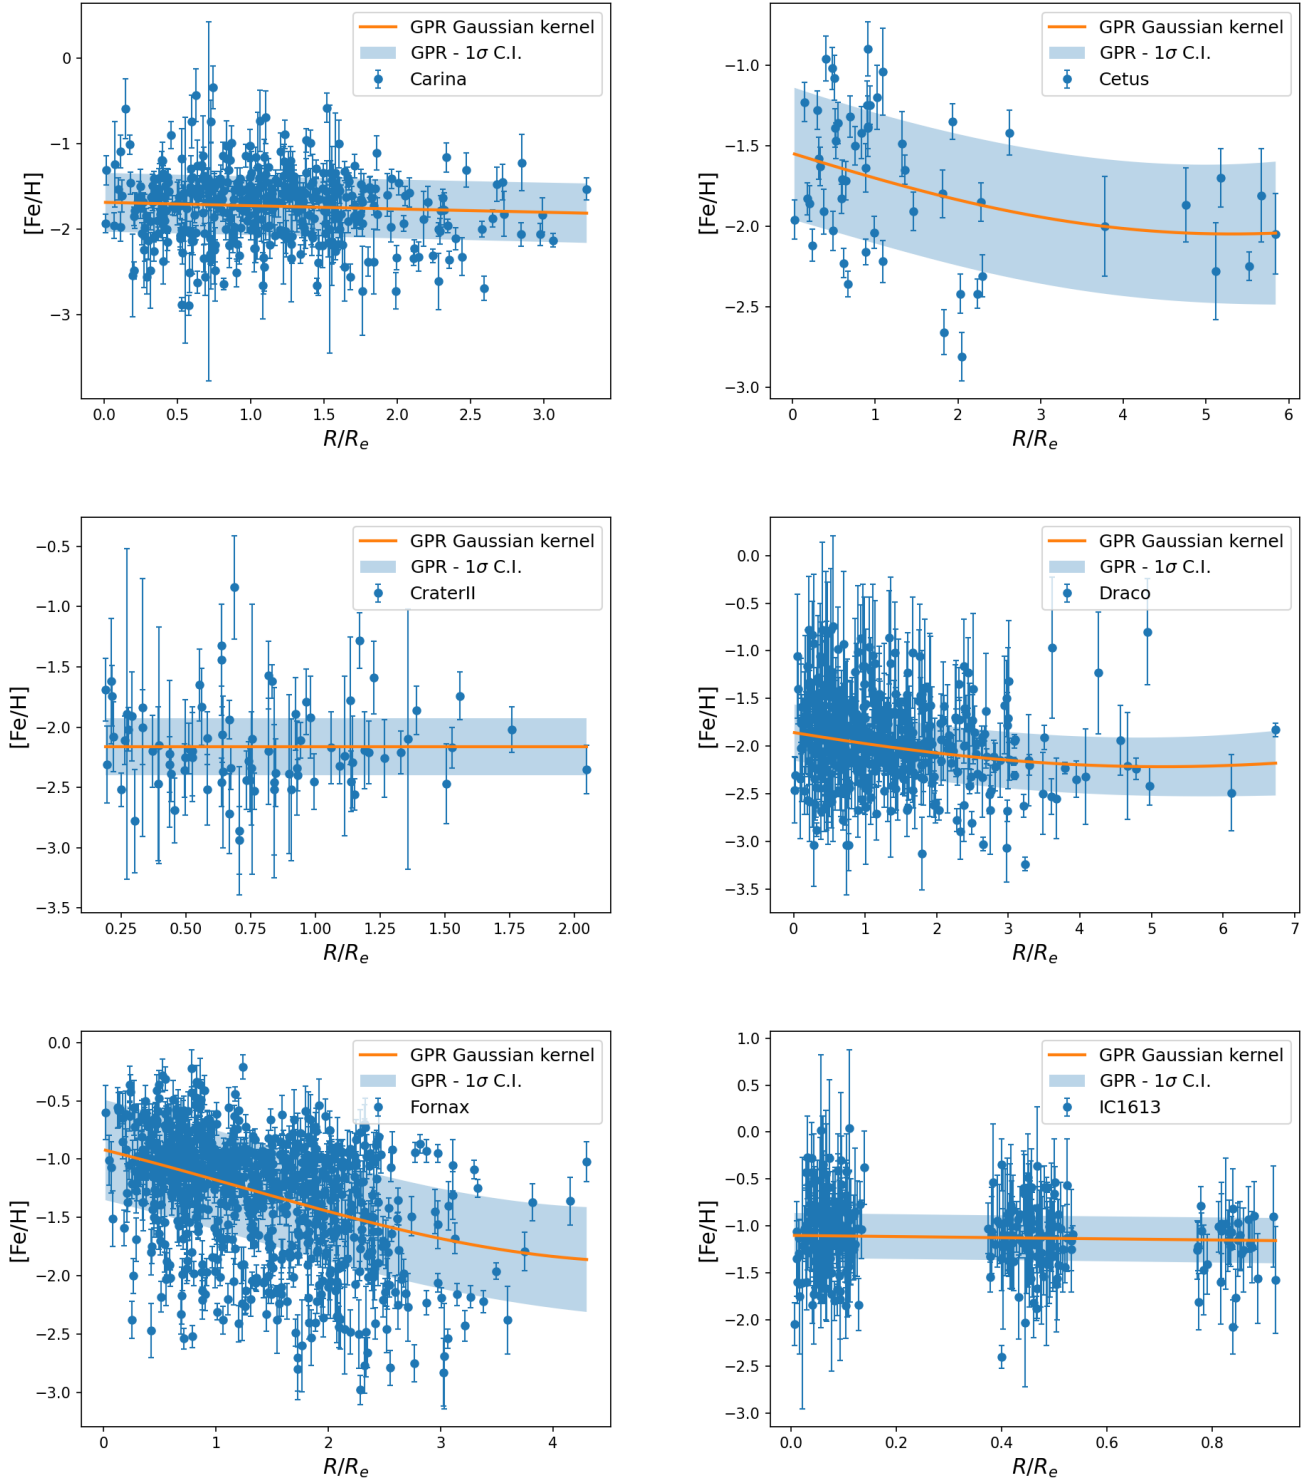 GPR Gaussian kernel
GPR - 1σ C.I.
Carina
0
−1
−2
−3
[Fe/H]
0.0 0.5 1.0 1.5 2.0 2.5 3.0
R/Re
GPR Gaussian kernel
GPR - 1σ C.I.
Cetus
−1.0
−1.5
−2.0
−2.5
−3.0
[Fe/H]
0 1 2 3 4 5 6
R/Re
GPR Gaussian kernel
GPR - 1σ C.I.
CraterII
−0.5
−1.0
−1.5
−2.0
−2.5
−3.0
−3.5
[Fe/H]
0.25 0.50 0.75 1.00 1.25 1.50 1.75 2.00
R/Re
GPR Gaussian kernel
GPR - 1σ C.I.
Draco
0.0
−0.5
−1.0
−1.5
−2.0
−2.5
−3.0
−3.5
[Fe/H]
0 1 2 3 4 5 6 7
R/Re
GPR Gaussian kernel
GPR - 1σ C.I.
Fornax
0.0
−0.5
−1.0
−1.5
−2.0
−2.5
−3.0
[Fe/H]
0 1 2 3 4
R/Re
GPR Gaussian kernel
GPR - 1σ C.I.
IC1613
1.0
0.5
0.0
−0.5
−1.0
−1.5
−2.0
−2.5
−3.0
[Fe/H]
0.0 0.2 0.4 0.6 0.8
R/Re